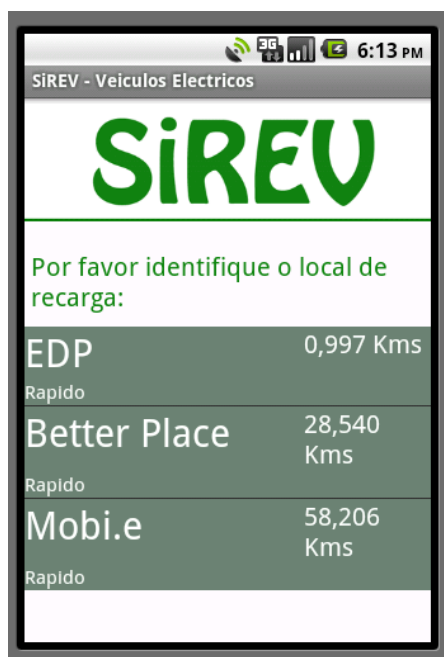 3G 6:13 PM
SiREV - Veiculos Electricos
SiREV
Por favor identifique o local de
recarga:
EDP 0,997 Kms
Rapido
Better Place 28,540
Kms
Rapido
Mobi.e 58,206
Kms
Rapido